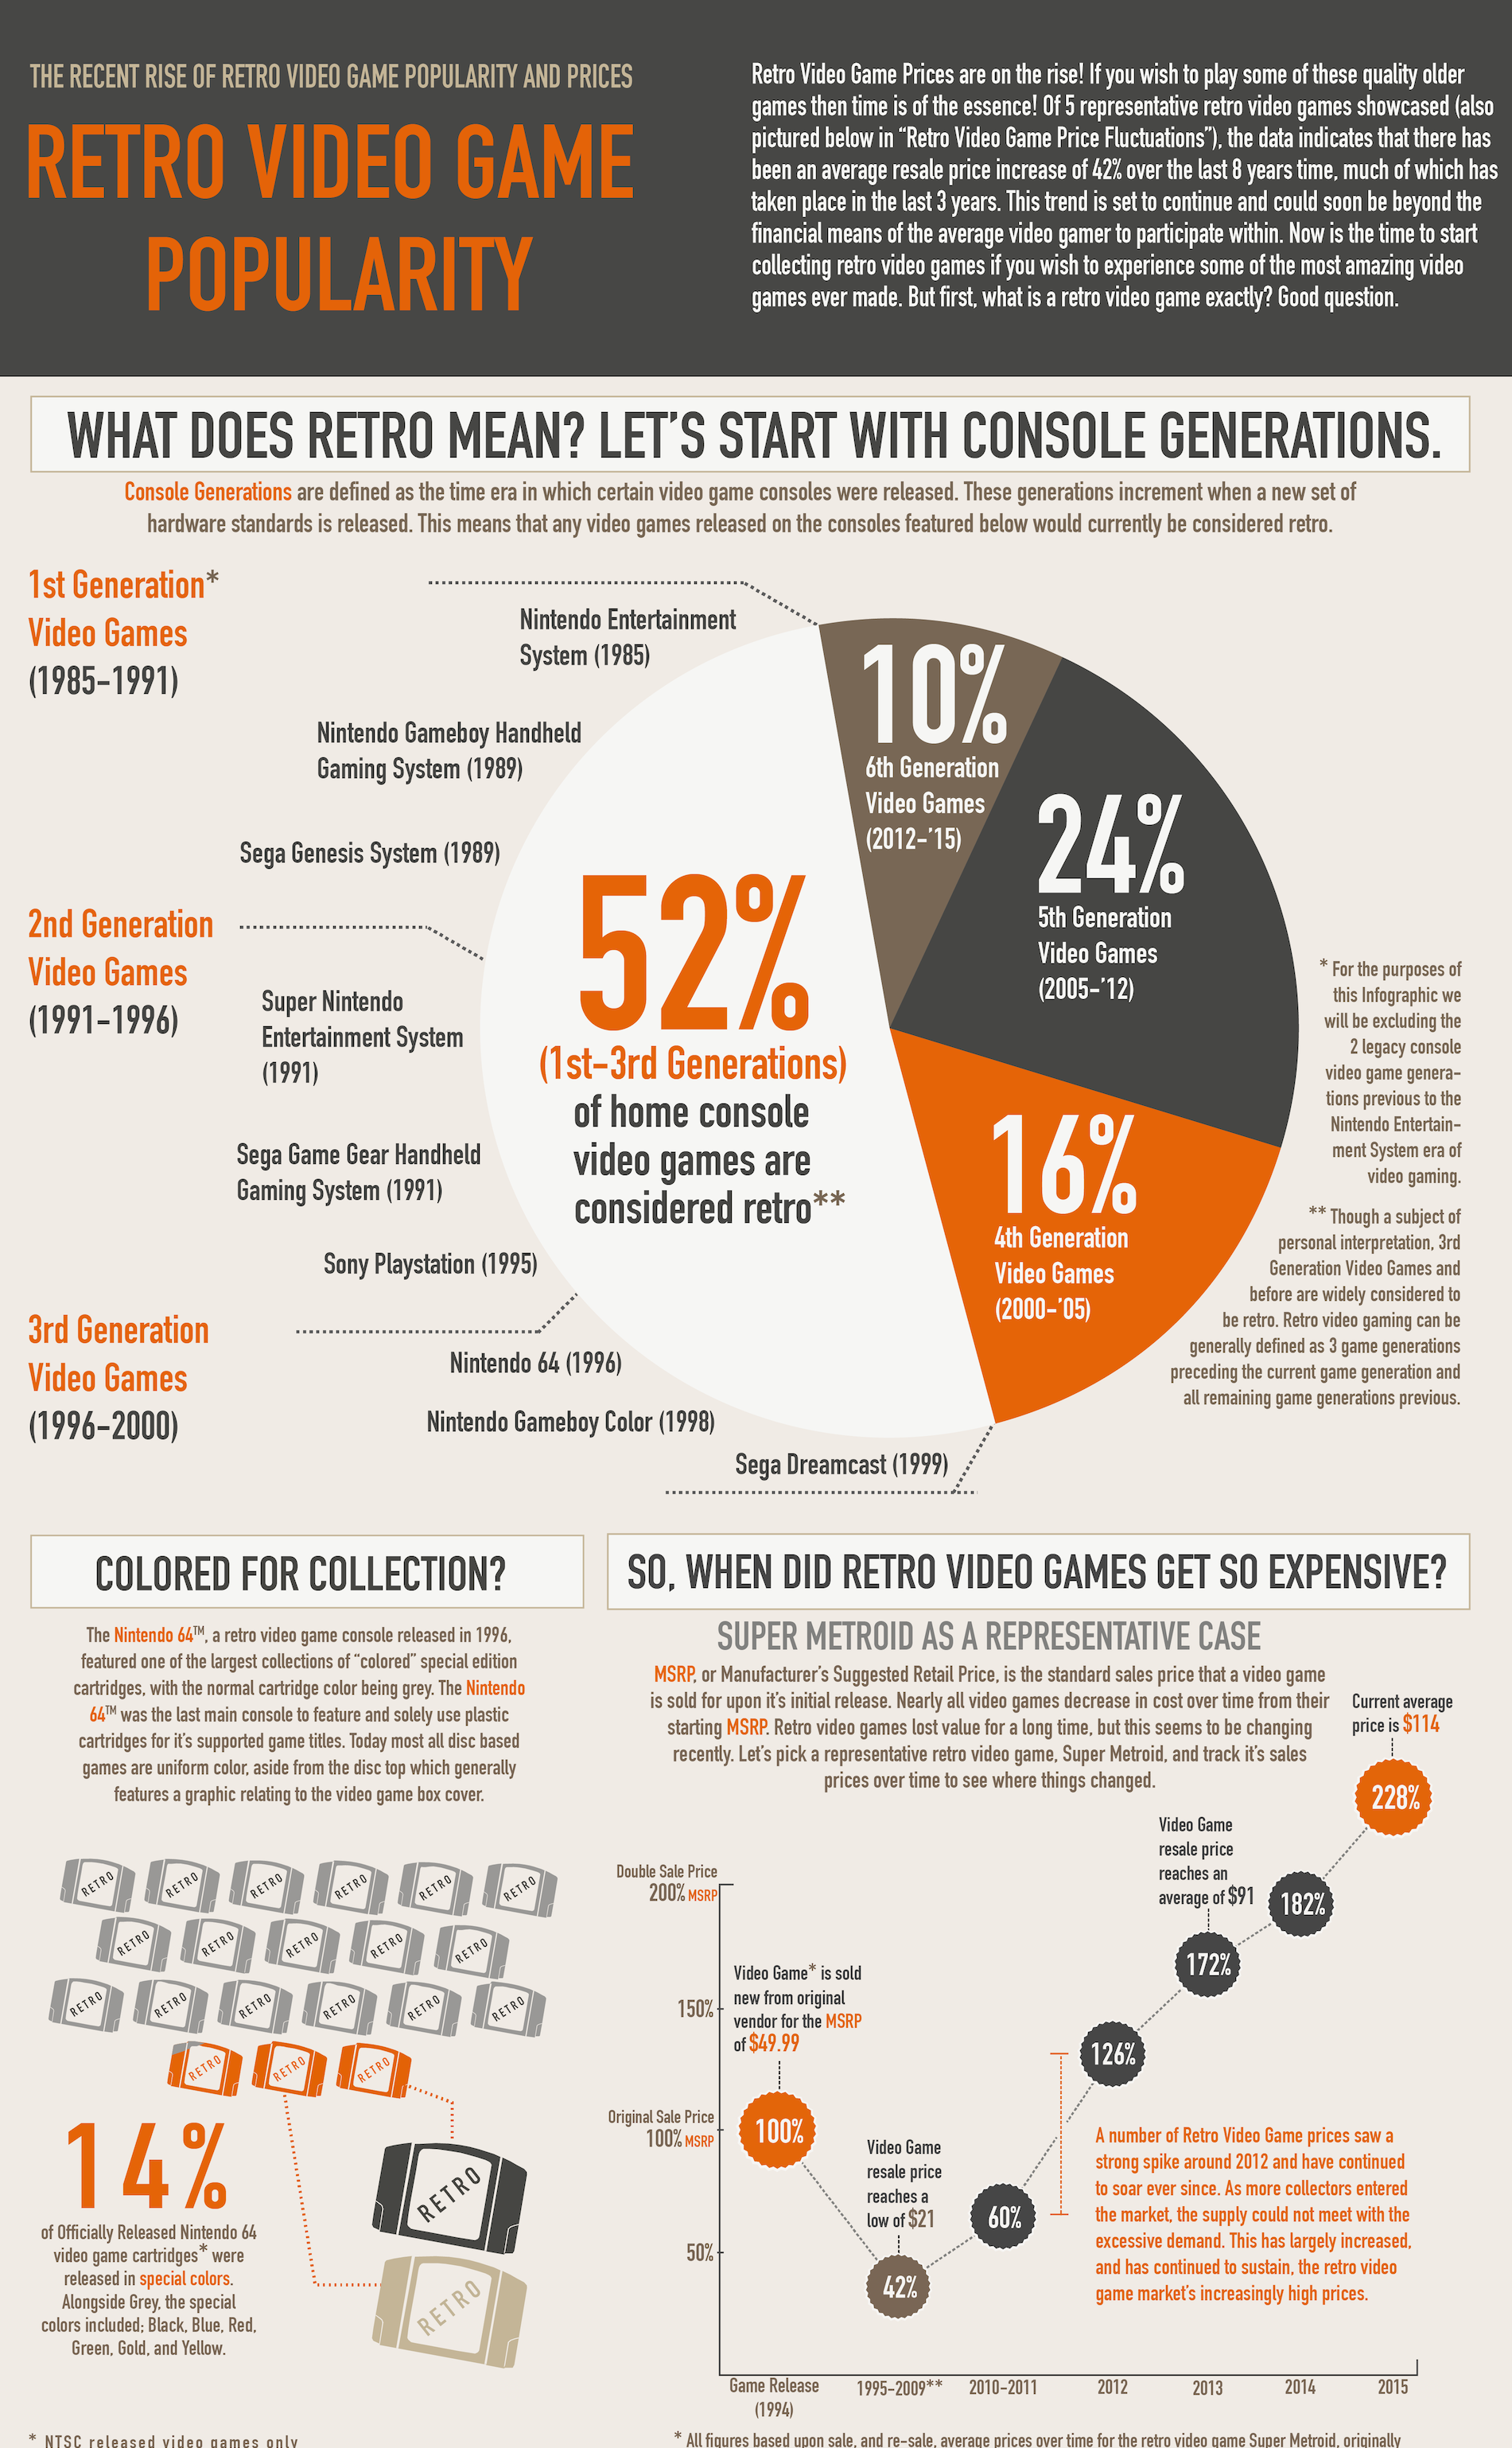 THE RECENT RISE OF RETRO VIDEO GAME POPULARITY AND PRICES
RETRO VIDEO GAME
POPULARITY
Retro Video Game Prices are on the rise! If you wish to play some of these quality older
games then time is of the essence! Of 5 representative retro video games showcased (also
pictured below in “Retro Video Game Price Fluctuations”), the data indicates that there has
been an average resale price increase of 42% over the last 8 years time, much of which has
taken place in the last 3 years. This trend is set to continue and could soon be beyond the
financial means of the average video gamer to participate within. Now is the time to start
collecting retro video games if you wish to experience some of the most amazing video
games ever made. But first, what is a retro video game exactly? Good question.
WHAT DOES RETRO MEAN? LET’S START WITH CONSOLE GENERATIONS.
Console Generations are defined as the time era in which certain video game consoles were released. These generations increment when a new set of
hardware standards is released. This means that any video games released on the consoles featured below would currently be considered retro.
1st Generation*
Video Games
(1985-1991)
Nintendo Entertainment
System (1985)
Nintendo Gameboy Handheld
Gaming System (1989)
Sega Genesis System (1989)
2nd Generation
Video Games
(1991-1996)
Super Nintendo
Entertainment System
(1991)
Sega Game Gear Handheld
Gaming System (1991)
Sony Playstation (1995)
3rd Generation
Video Games
(1996-2000)
Nintendo 64 (1996)
Nintendo Gameboy Color (1998)
Sega Dreamcast (1999)
52%
(1st-3rd Generations)
of home console
video games are
considered retro**
10%
6th Generation
Video Games
(2012-’15)
24%
5th Generation
Video Games
(2005-’12)
16%
4th Generation
Video Games
(2000-’05)
* For the purposes of
this Infographic we
will be excluding the
2 legacy console
video game genera-
tions previous to the
Nintendo Entertain-
ment System era of
video gaming.
** Though a subject of
personal interpretation, 3rd
Generation Video Games and
before are widely considered to
be retro. Retro video gaming can be
generally defined as 3 game generations
preceding the current game generation and
all remaining game generations previous.
COLORED FOR COLLECTION?
The Nintendo 64™, a retro video game console released in 1996,
featured one of the largest collections of “colored” special edition
cartridges, with the normal cartridge color being grey. The Nintendo
64™ was the last main console to feature and solely use plastic
cartridges for it’s supported game titles. Today most all disc based
games are uniform color, aside from the disc top which generally
features a graphic relating to the video game box cover.
RETRO RETRO RETRO RETRO RETRO RETRO
RETRO RETRO RETRO RETRO RETRO
RETRO RETRO RETRO RETRO RETRO RETRO
RETRO RETRO RETRO
RETRO
RETRO
14%
of Officially Released Nintendo 64
video game cartridges* were
released in special colors.
Alongside Grey, the special
colors included; Black, Blue, Red,
Green, Gold, and Yellow.
* NTSC released video games only
SO, WHEN DID RETRO VIDEO GAMES GET SO EXPENSIVE?
SUPER METROID AS A REPRESENTATIVE CASE
MSRP, or Manufacturer’s Suggested Retail Price, is the standard sales price that a video game
is sold for upon it’s initial release. Nearly all video games decrease in cost over time from their
starting MSRP. Retro video games lost value for a long time, but this seems to be changing
recently. Let’s pick a representative retro video game, Super Metroid, and track it’s sales
prices over time to see where things changed.
Current average
price is $114
228%
Video Game
resale price
reaches an
average of $91
182%
172%
126%
Double Sale Price
200% MSRP
150%
Original Sale Price
100% MSRP
50%
Video Game* is sold
new from original
vendor for the MSRP
of $49.99
100%
Video Game
resale price
reaches a
low of $21
42%
60%
A number of Retro Video Game prices saw a
strong spike around 2012 and have continued
to soar ever since. As more collectors entered
the market, the supply could not meet with the
excessive demand. This has largely increased,
and has continued to sustain, the retro video
game market’s increasingly high prices.
Game Release
(1994)
1995-2009**
2010-2011
2012
2013
2014
2015
* All figures based upon sale, and re-sale, average prices over time for the retro video game Super Metroid, originally